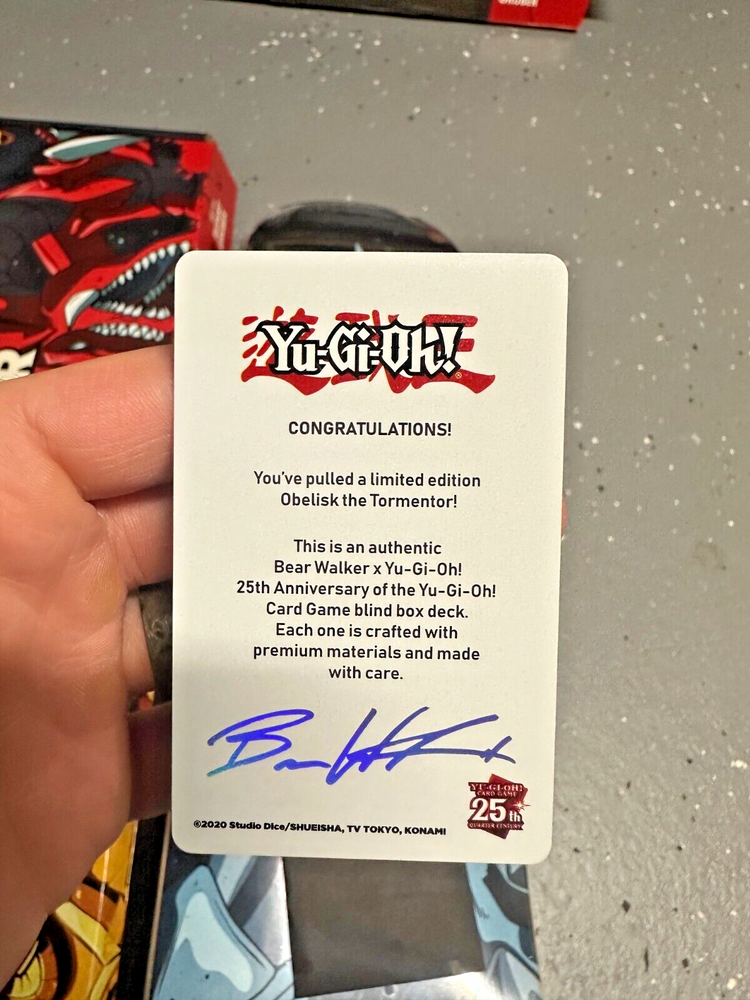 遊戯王
Yu-Gi-Oh!
CONGRATULATIONS!
You've pulled a limited edition
Obelisk the Tormentor!
This is an authentic
Bear Walker x Yu-Gi-Oh!
25th Anniversary of the Yu-Gi-Oh!
Card Game blind box deck.
Each one is crafted with
premium materials and made
with care.
YU-GI-OH!
CARD GAME
25th
QUARTER CENTURY
©2020 Studio Dice/SHUEISHA, TV TOKYO, KONAMI